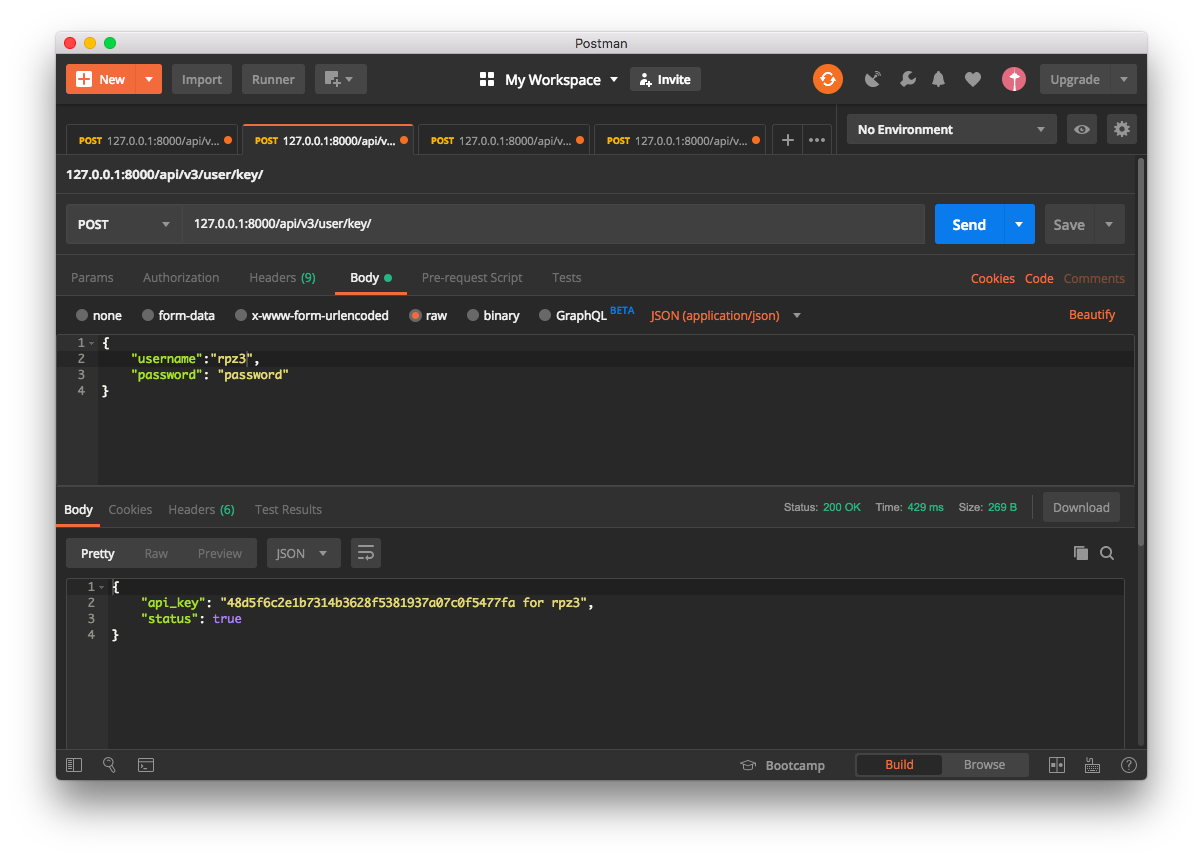 Postman
New
Import
Runner
My Workspace
Invite
Upgrade
POST 127.0.0.1:8000/api/v...
POST 127.0.0.1:8000/api/v...
POST 127.0.0.1:8000/api/v...
POST 127.0.0.1:8000/api/v...
No Environment
127.0.0.1:8000/api/v3/user/key/
POST
127.0.0.1:8000/api/v3/user/key/
Send
Save
Params
Authorization
Headers (9)
Body
Pre-request Script
Tests
Cookies
Code
Comments
none
form-data
x-www-form-urlencoded
raw
binary
GraphQL BETA
JSON (application/json)
Beautify
1 {
2 "username":"rpz3",
3 "password": "password"
4 }
Body
Cookies
Headers (6)
Test Results
Status: 200 OK
Time: 429 ms
Size: 269 B
Download
Pretty
Raw
Preview
JSON
1 {
2 "api_key": "48d5f6c2e1b7314b3628f5381937a07c0f5477fa for rpz3",
3 "status": true
4 }
Bootcamp
Build
Browse